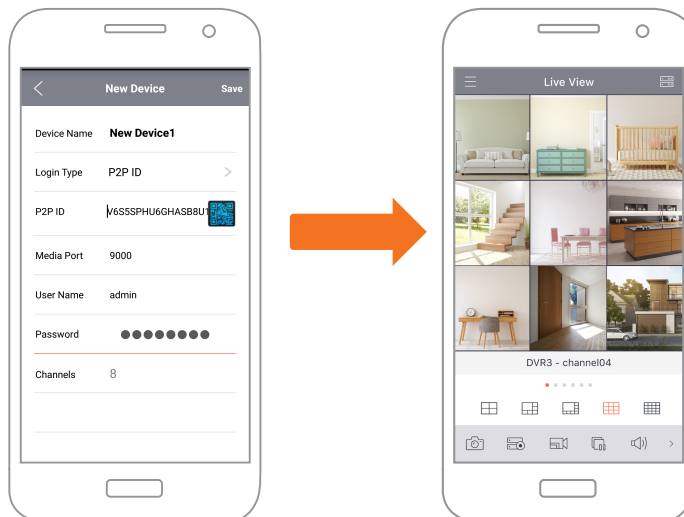 New Device
Save
Device Name New Device1
Login Type P2P ID
P2P ID V6S5SPHU6GHASB8U1
Media Port 9000
User Name admin
Password ●●●●●●●●
Channels 8
Live View
DVR3 - channel04